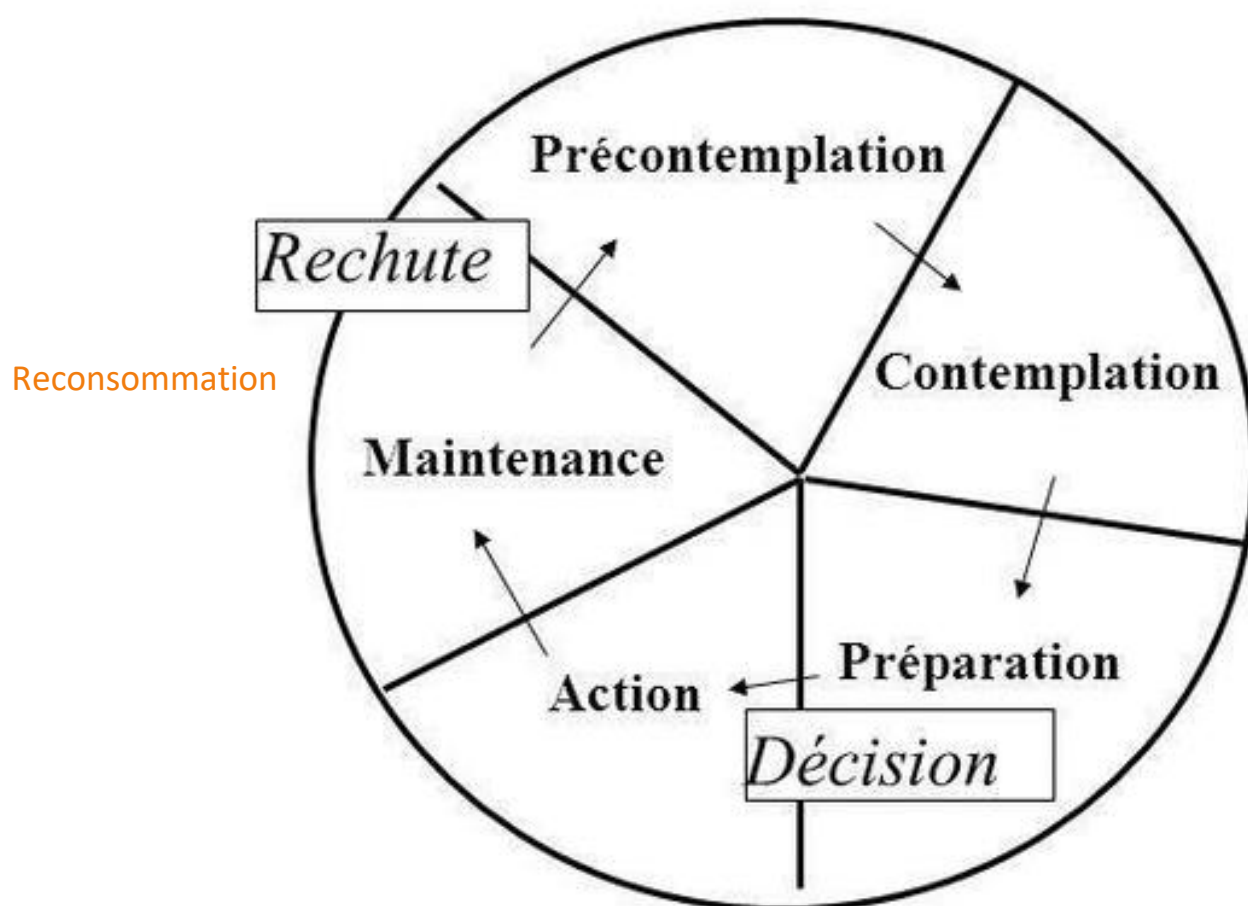 Précontemplation
Rechute
Contemplation
Reconsommation
Maintenance
Préparation
Action
Décision